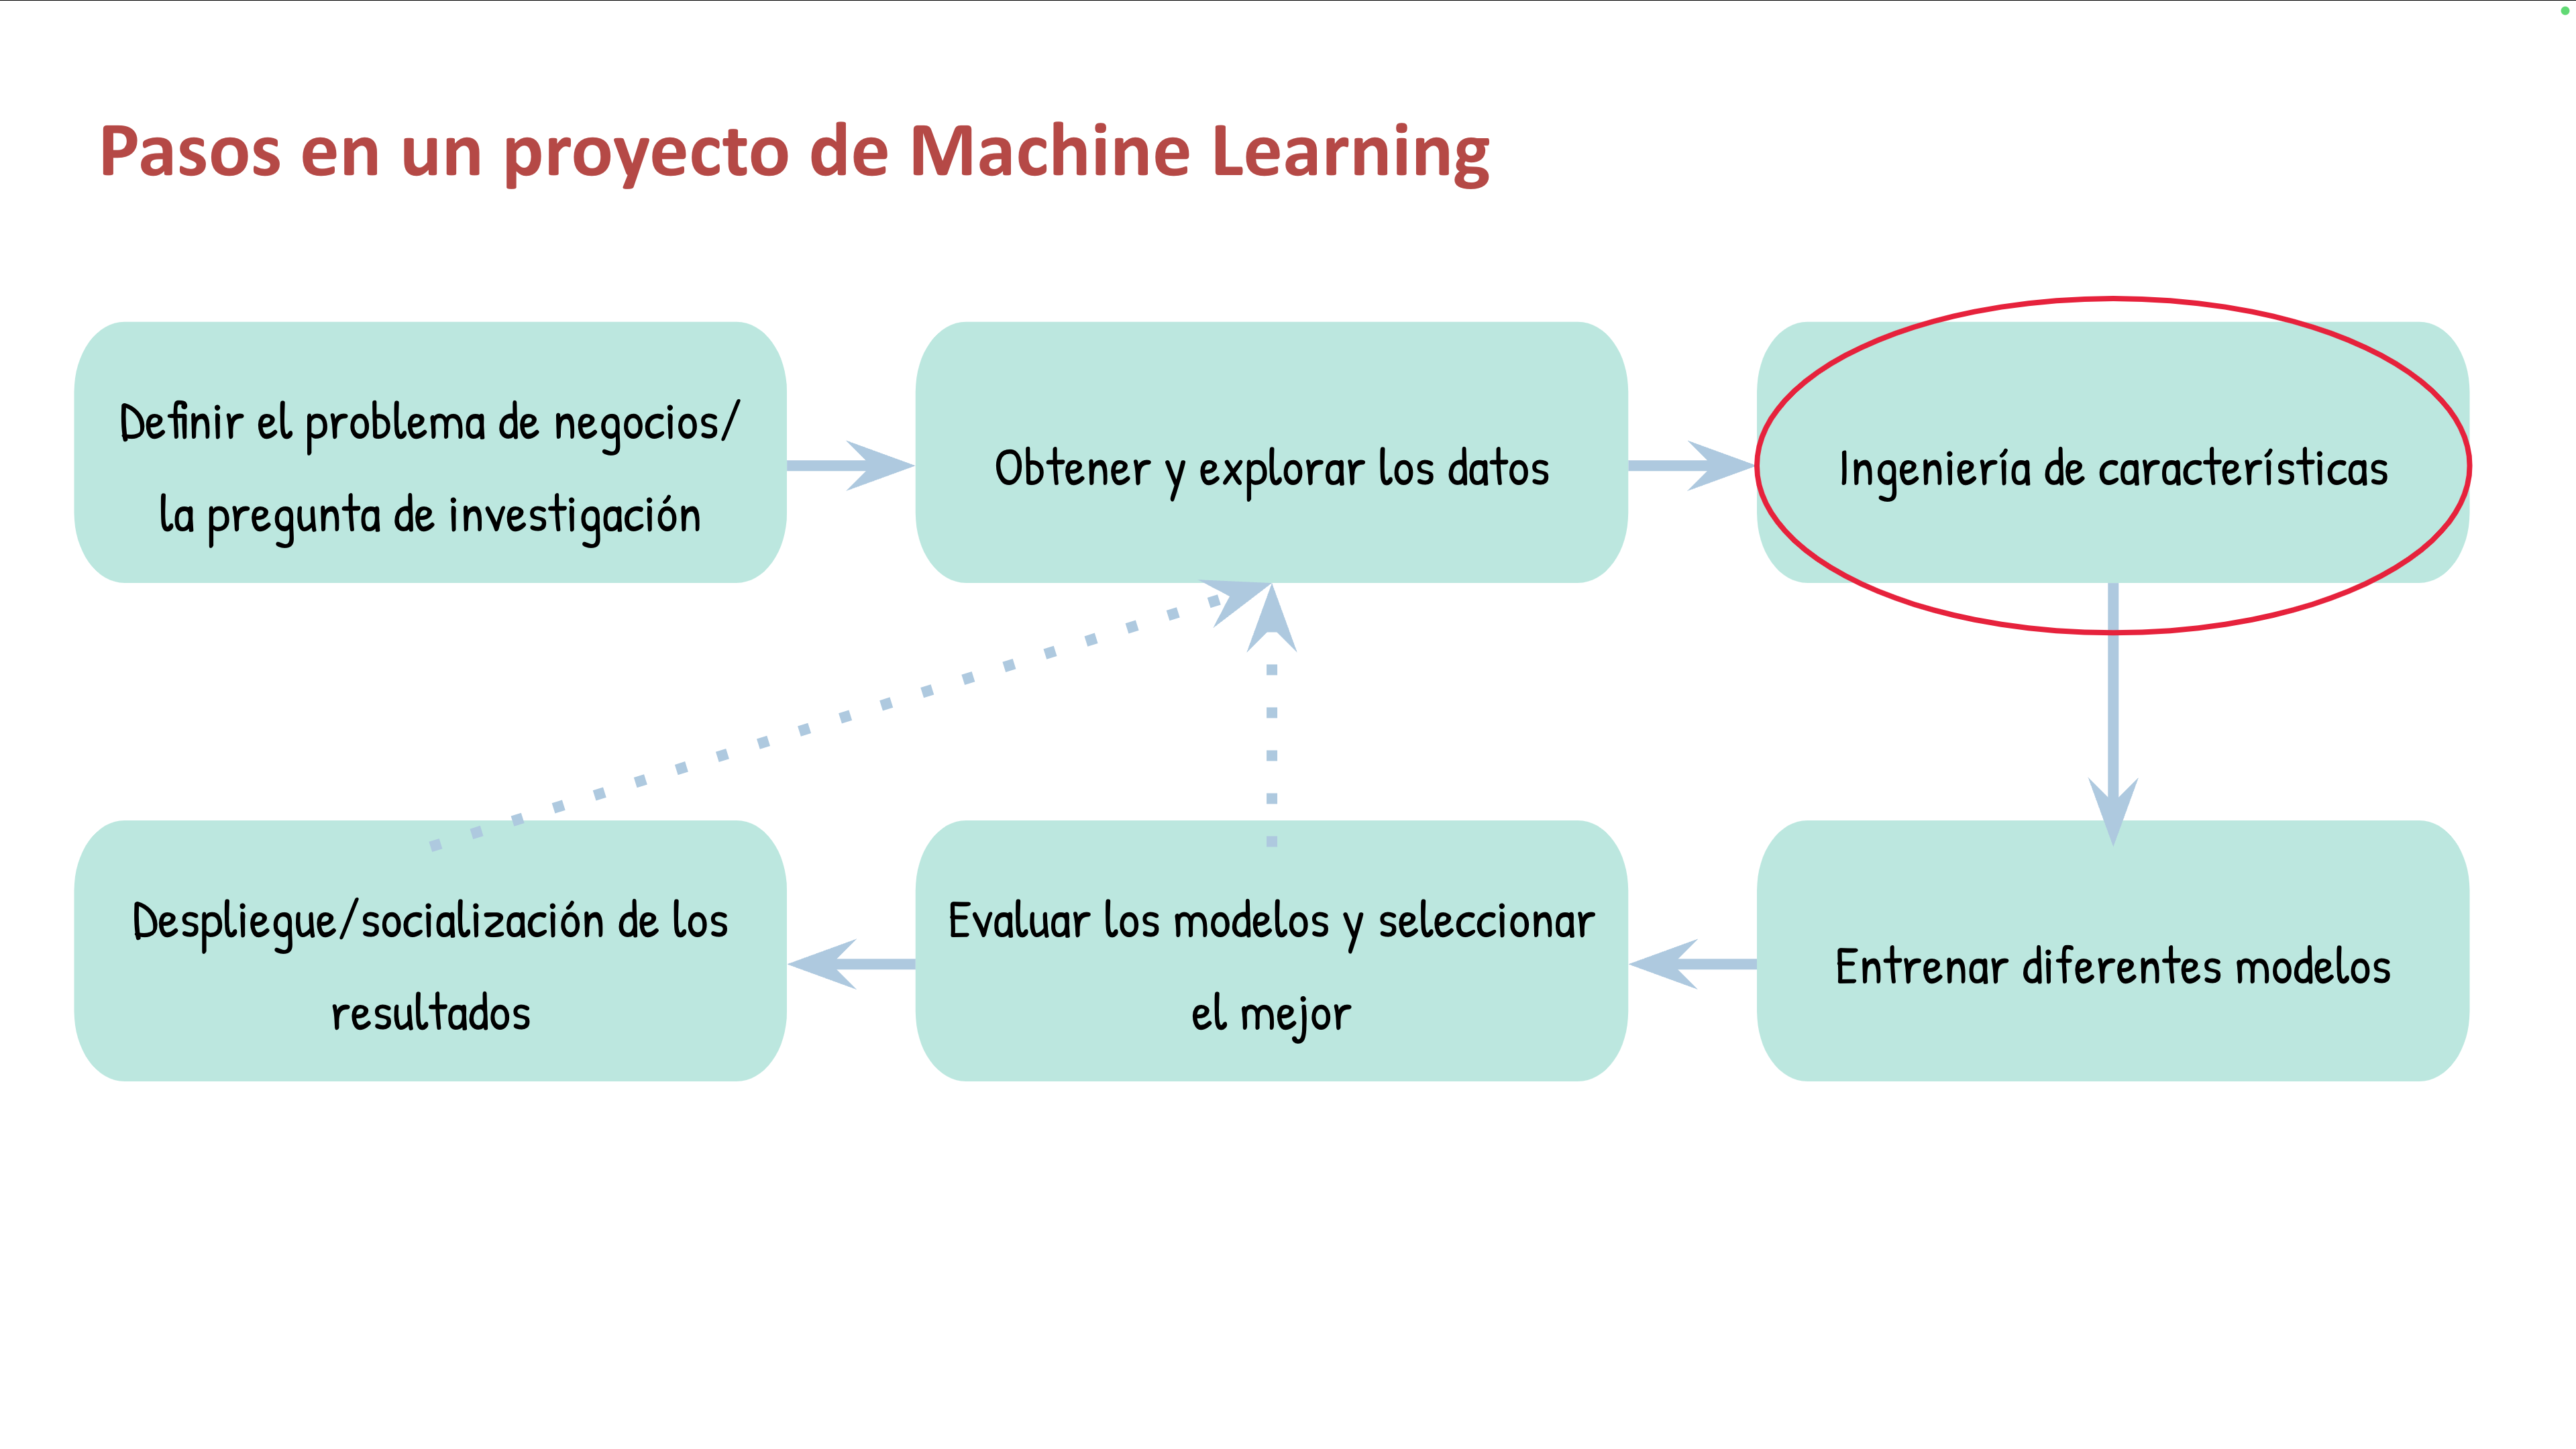 Pasos en un proyecto de Machine Learning
Definir el problema de negocios/
la pregunta de investigación
Obtener y explorar los datos
Ingeniería de características
Despliegue/socialización de los
resultados
Evaluar los modelos y seleccionar
el mejor
Entrenar diferentes modelos